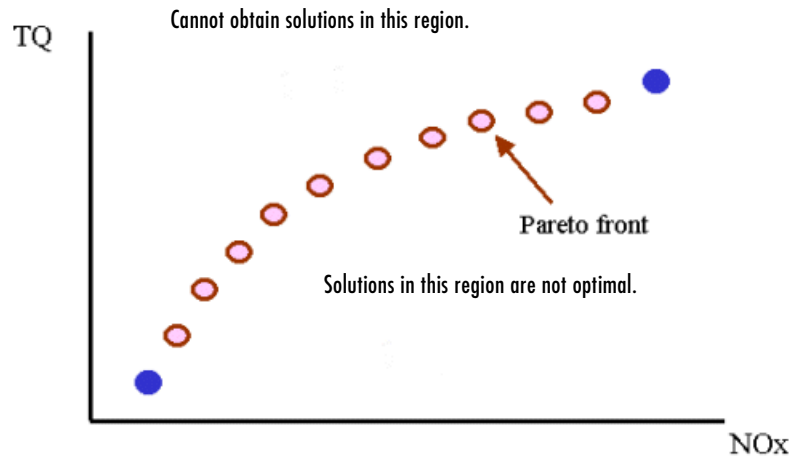 Cannot obtain solutions in this region.
TQ
Pareto front
Solutions in this region are not optimal.
NOx